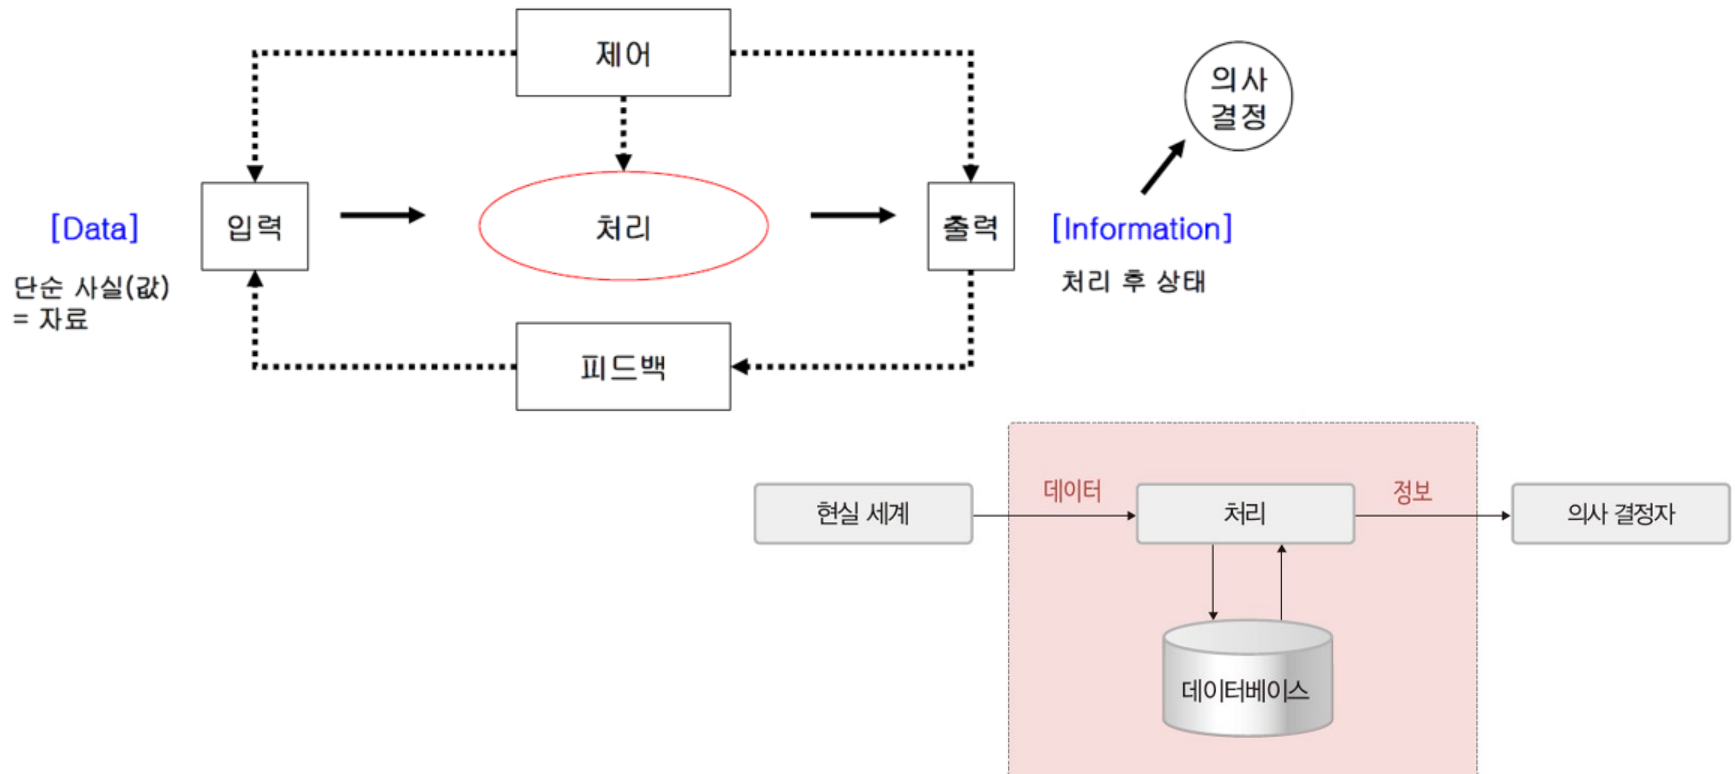 제어
의사
결정
[Data]
입력
처리
출력
[Information]
단순 사실(값)
= 자료
처리 후 상태
피드백
현실 세계
데이터
처리
정보
의사 결정자
데이터베이스